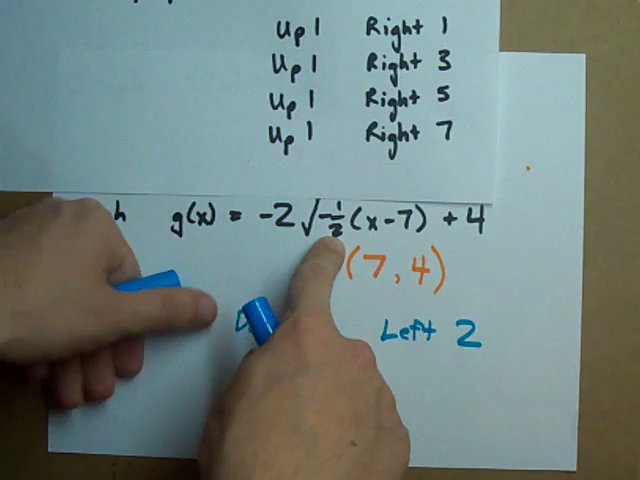 Up 1 Right 1
Up 1 Right 3
Up 1 Right 5
Up 1 Right 7
g(x) = -2√(-1/2(x-7)) + 4
(7, 4)
Left 2